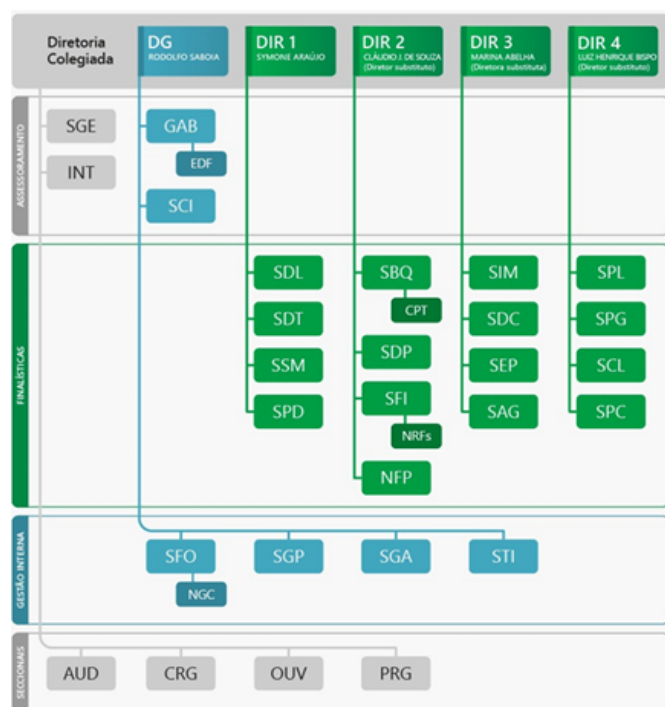 Diretoria
Colegiada
DG
RODOLFO SABOIA
DIR 1
SYMONE ARAÚJO
DIR 2
CLÁUDIO J. DE SOUZA
(Diretor substituto)
DIR 3
MARINA ABELHA
(Diretora substituta)
DIR 4
LUIZ HENRIQUE BISPO
(Diretor substituto)
ASSESSORAMENTO
SGE
GAB
EDF
INT
SCI
FINALÍSTICAS
SDL
SBQ
SIM
SPL
CPT
SDT
SDP
SDC
SPG
SSM
SFI
SEP
SCL
NRFs
SPD
NFP
SAG
SPC
GESTÃO INTERNA
SFO
SGP
SGA
STI
NGC
SECCIONAIS
AUD
CRG
OUV
PRG